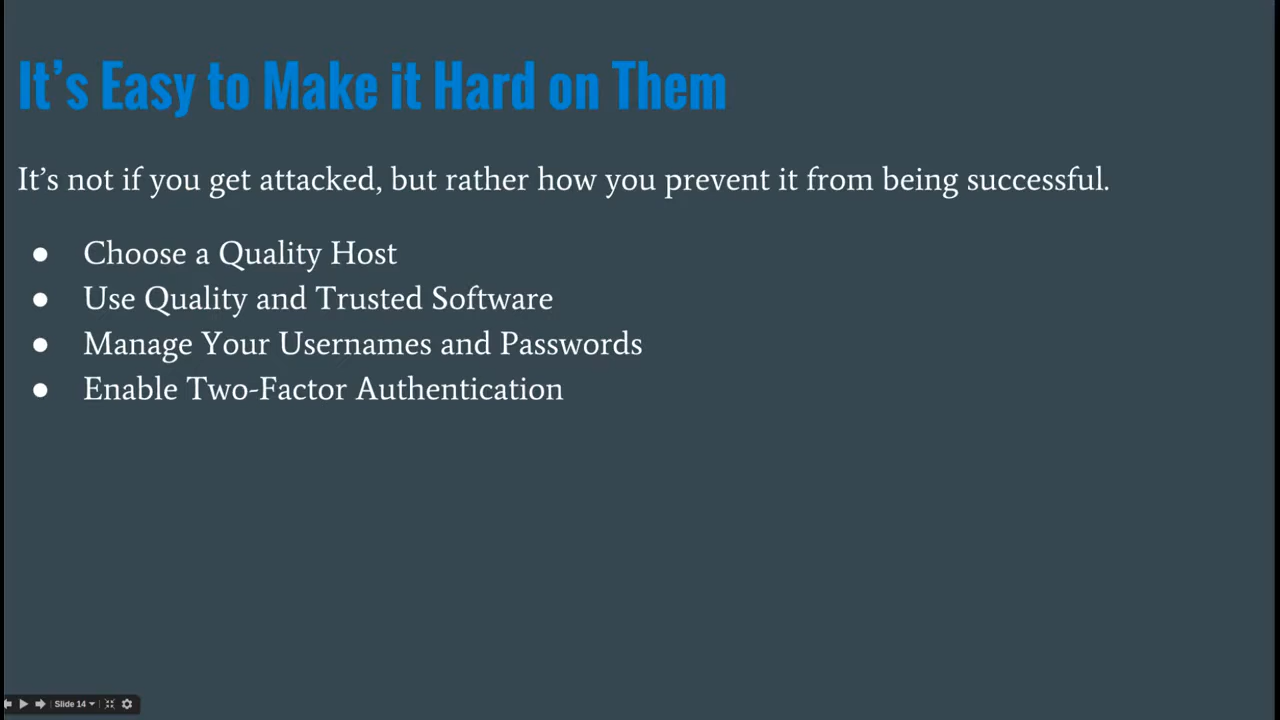 It’s Easy to Make it Hard on Them
It’s not if you get attacked, but rather how you prevent it from being successful.
● Choose a Quality Host
● Use Quality and Trusted Software
● Manage Your Usernames and Passwords
● Enable Two-Factor Authentication
Slide 14